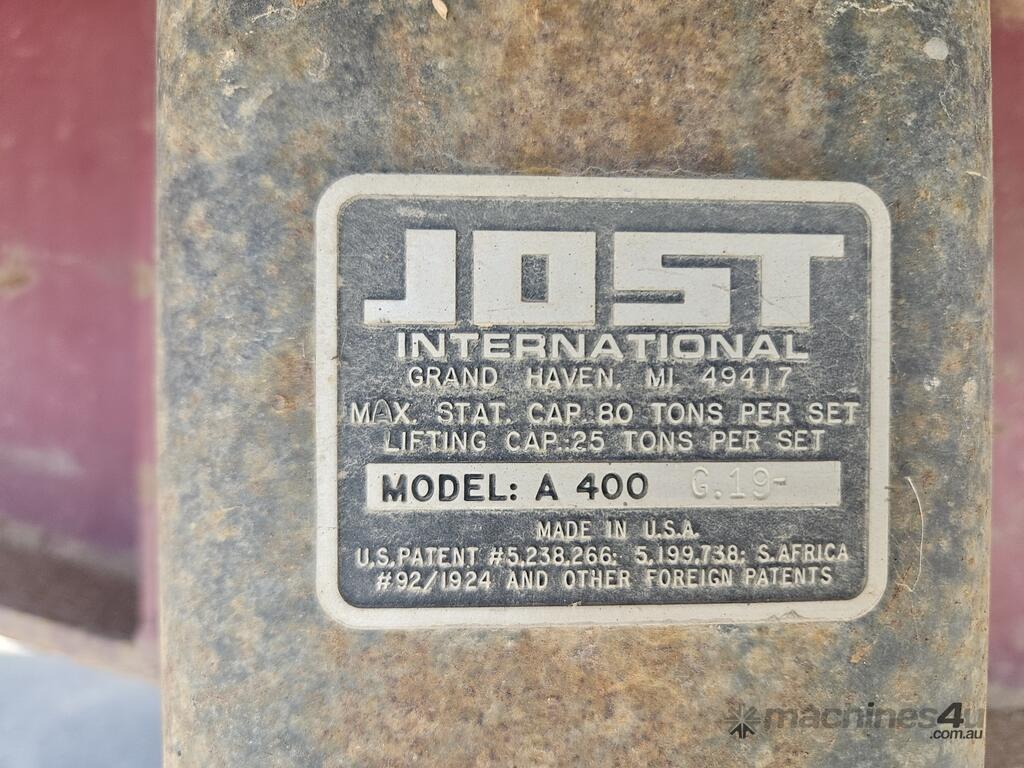 JOST
INTERNATIONAL
GRAND HAVEN, MI. 49417
MAX. STAT. CAP.80 TONS PER SET
LIFTING CAP.:25 TONS PER SET
MODEL: A 400 G.19-
MADE IN U.S.A.
U.S. PATENT #5,238,266; 5,199,738; S. AFRICA
#92/1924 AND OTHER FOREIGN PATENTS
machines4u
.com.au